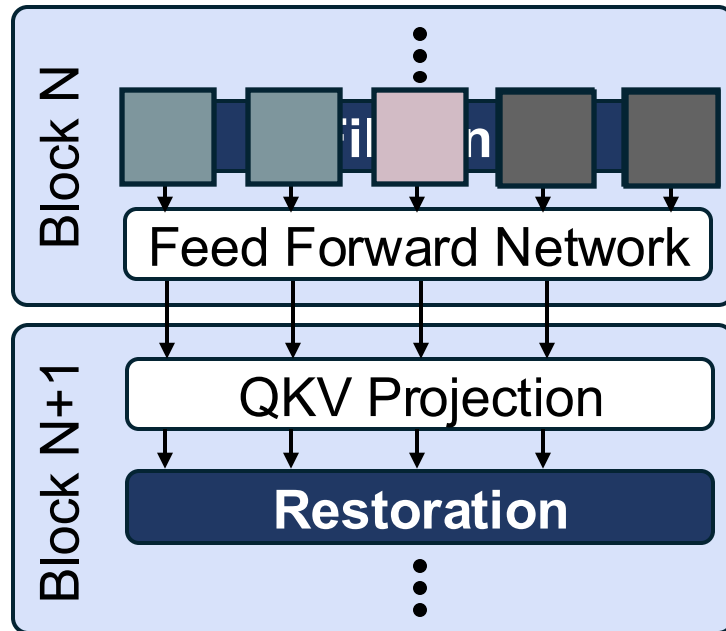 Block N
Feed Forward Network
Block N+1
QKV Projection
Restoration